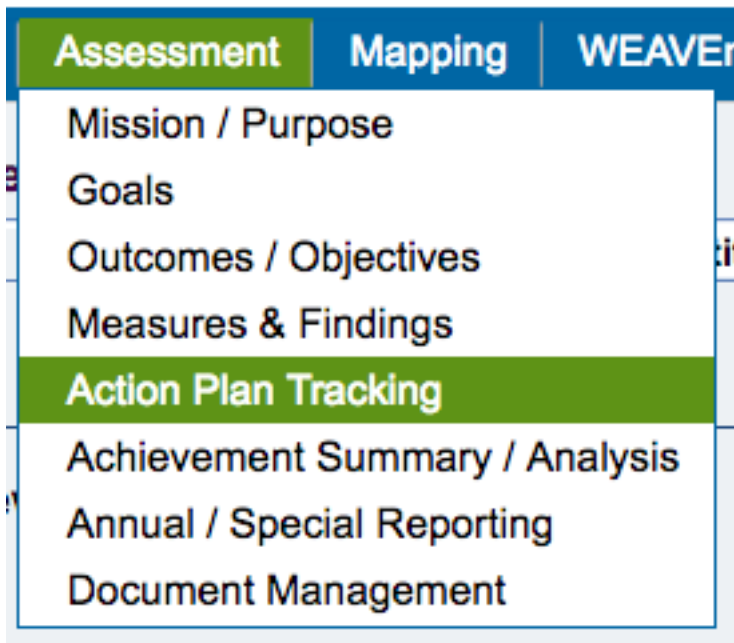 Assessment Mapping
Mission / Purpose
Goals
Outcomes / Objectives
Measures & Findings
Action Plan Tracking
Achievement Summary / Analysis
Annual / Special Reporting
Document Management